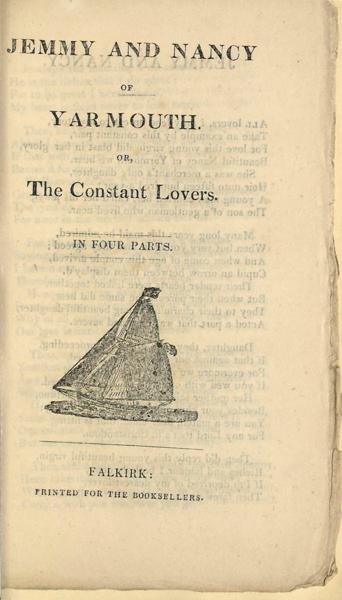 JEMMY AND NANCY
OF
YARMOUTH.
OR,
The Constant Lovers.
IN FOUR PARTS.
FALKIRK:
PRINTED FOR THE BOOKSELLERS.